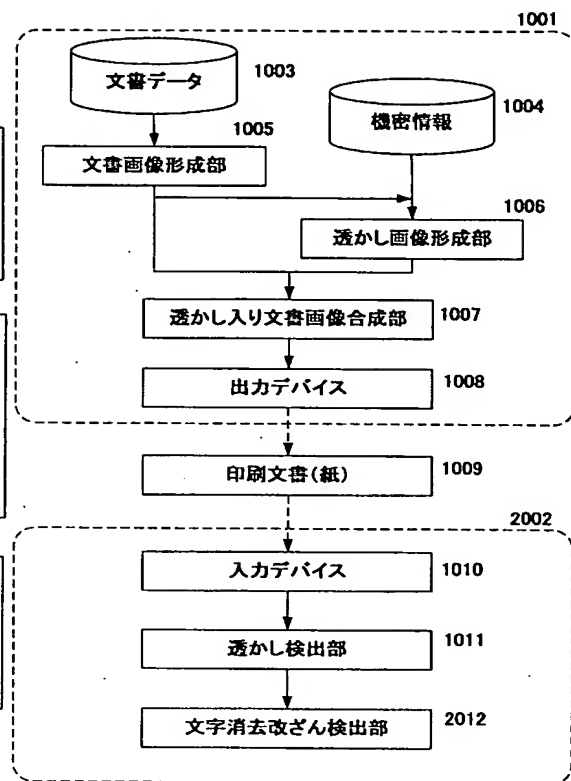 1001
文書データ
1003
機密情報
1004
1005
文書画像形成部
1006
透かし画像形成部
透かし入り文書画像合成部
1007
出力デバイス
1008
印刷文書(紙)
1009
2002
入力デバイス
1010
透かし検出部
1011
文字消去改ざん検出部
2012